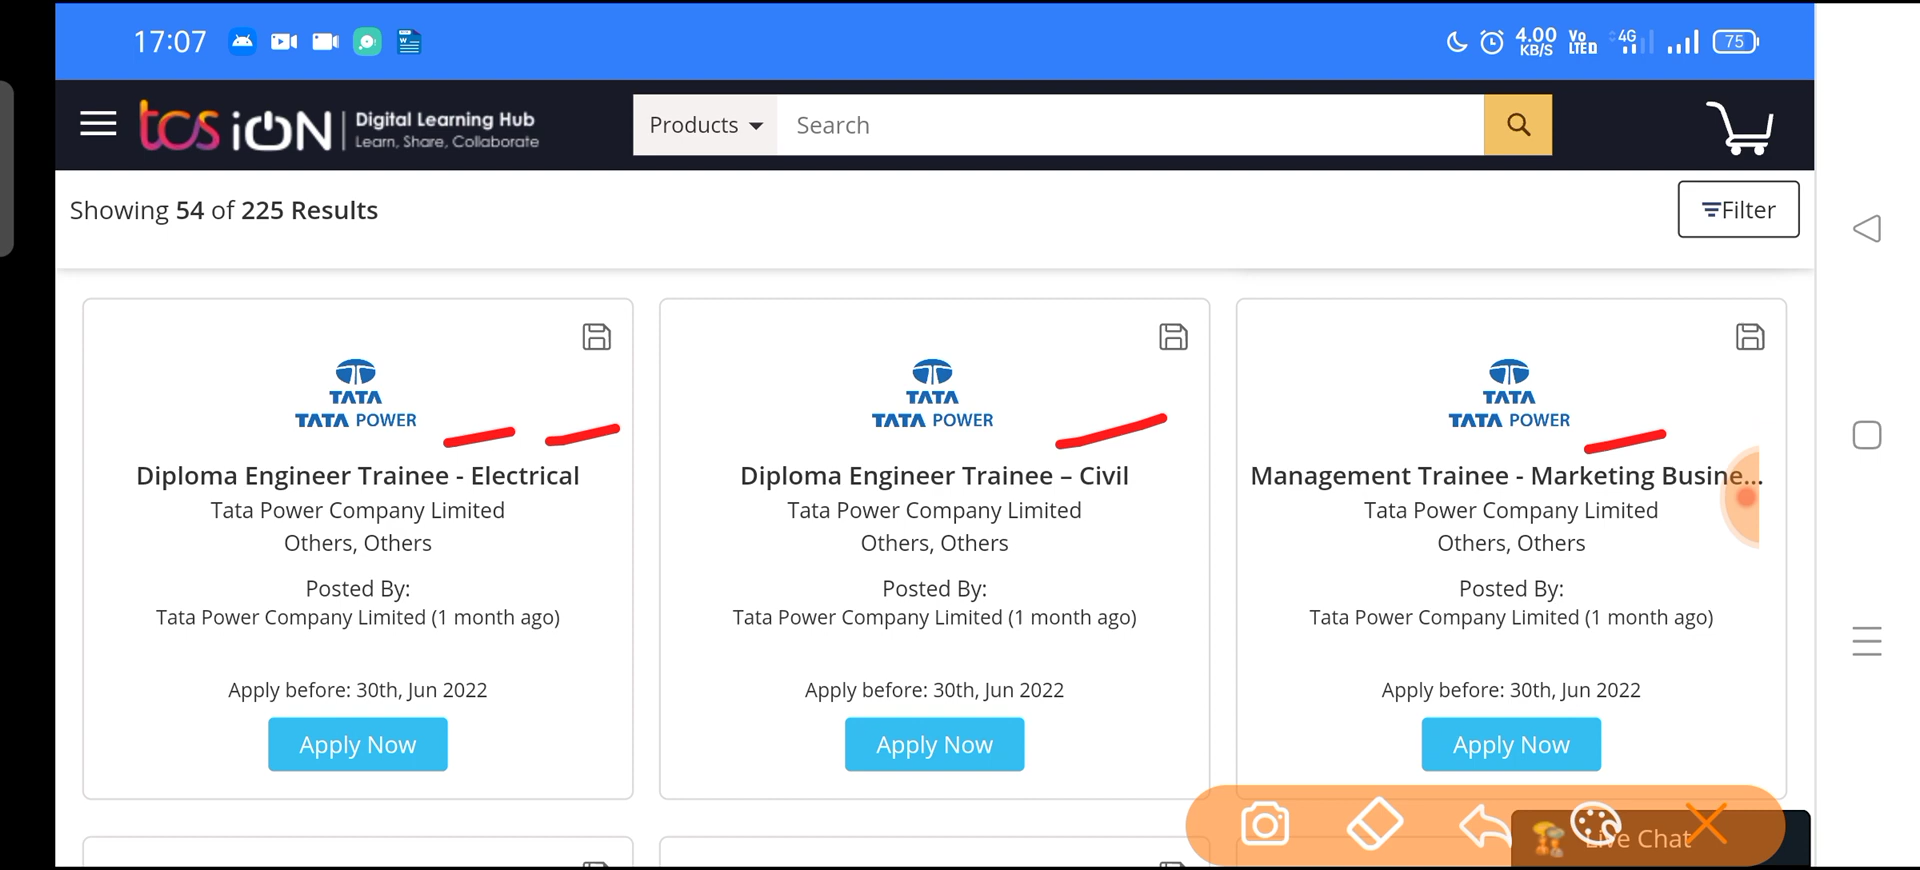 17:07
4.00 KB/S
Vo LTED
4G
75
tcs iON | Digital Learning Hub
Learn, Share, Collaborate
Products
Search
Showing 54 of 225 Results
Filter
TATA
TATA POWER
Diploma Engineer Trainee - Electrical
Tata Power Company Limited
Others, Others
Posted By:
Tata Power Company Limited (1 month ago)
Apply before: 30th, Jun 2022
Apply Now
TATA
TATA POWER
Diploma Engineer Trainee – Civil
Tata Power Company Limited
Others, Others
Posted By:
Tata Power Company Limited (1 month ago)
Apply before: 30th, Jun 2022
Apply Now
TATA
TATA POWER
Management Trainee - Marketing Busine...
Tata Power Company Limited
Others, Others
Posted By:
Tata Power Company Limited (1 month ago)
Apply before: 30th, Jun 2022
Apply Now
Live Chat